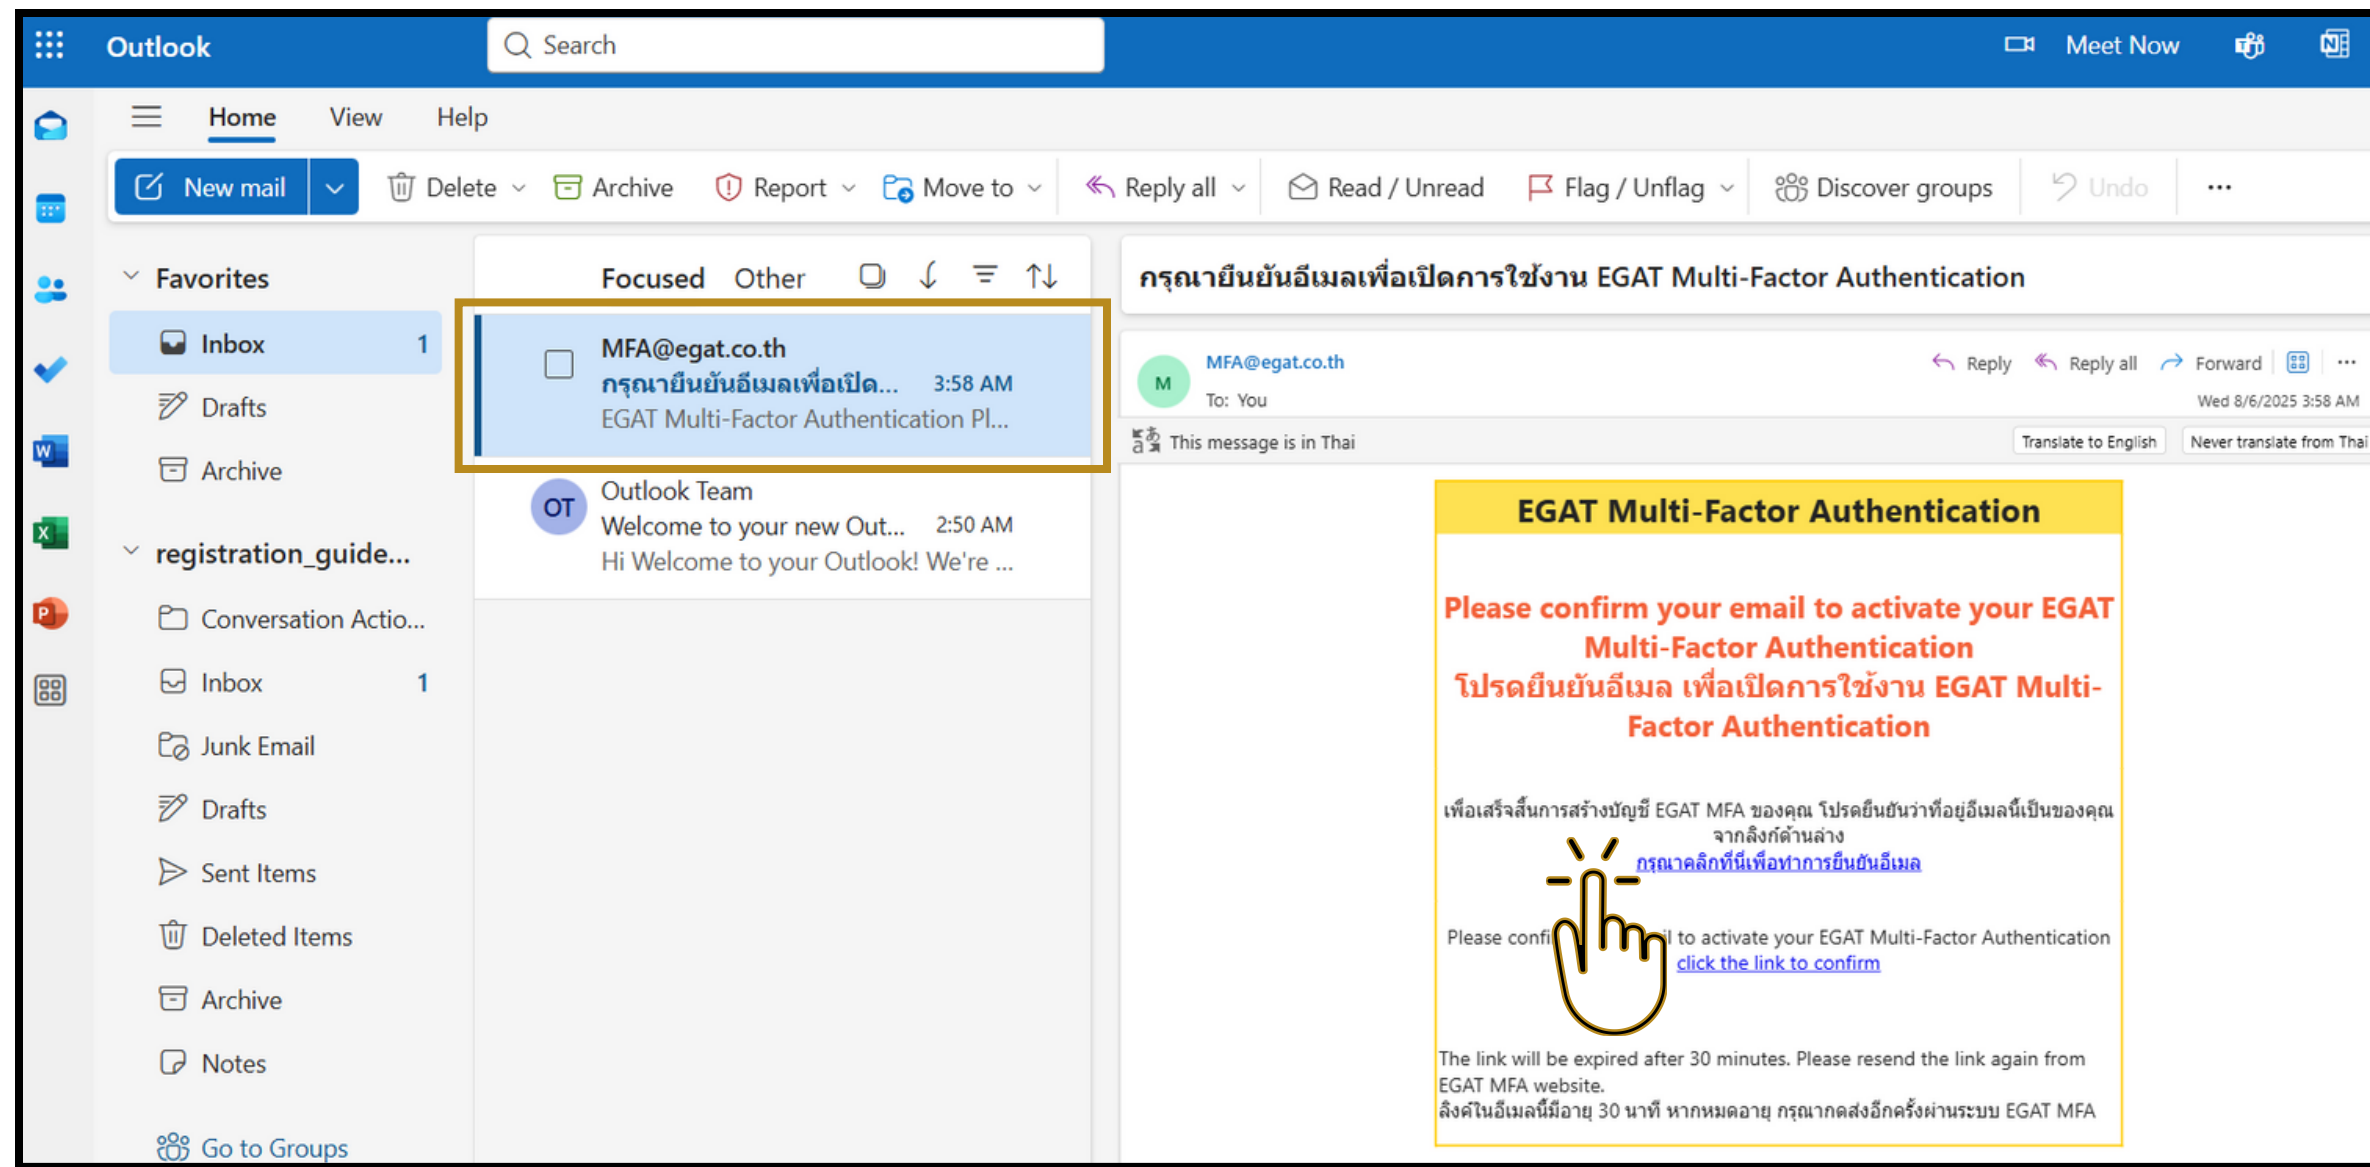 Outlook
Search
Meet Now
Home View Help
New mail Delete Archive Report Move to Reply all Read / Unread Flag / Unflag Discover groups Undo ...
Favorites
Inbox 1
Drafts
Archive
registration_guide...
Conversation Actio...
Inbox 1
Junk Email
Drafts
Sent Items
Deleted Items
Archive
Notes
Go to Groups
Focused Other
MFA@egat.co.th
กรุณายืนยันอีเมลเพื่อเปิด... 3:58 AM
EGAT Multi-Factor Authentication Pl...
OT
Outlook Team
Welcome to your new Out... 2:50 AM
Hi Welcome to your Outlook! We're ...
กรุณายืนยันอีเมลเพื่อเปิดการใช้งาน EGAT Multi-Factor Authentication
M
MFA@egat.co.th
Reply Reply all Forward ...
To: You
Wed 8/6/2025 3:58 AM
This message is in Thai
Translate to English Never translate from Thai
EGAT Multi-Factor Authentication
Please confirm your email to activate your EGAT
Multi-Factor Authentication
โปรดยืนยันอีเมล เพื่อเปิดการใช้งาน EGAT Multi-
Factor Authentication
เพื่อเสร็จสิ้นการสร้างบัญชี EGAT MFA ของคุณ โปรดยืนยันว่าที่อยู่อีเมลนี้เป็นของคุณ
จากลิงก์ด้านล่าง
กรุณาคลิกที่นี่เพื่อทำการยืนยันอีเมล
Please to activate your EGAT Multi-Factor Authentication
click the link to confirm
The link will be expired after 30 minutes. Please resend the link again from
EGAT MFA website.
ลิงค์ในอีเมลนี้มีอายุ 30 นาที หากหมดอายุ กรุณากดส่งอีกครั้งผ่านระบบ EGAT MFA